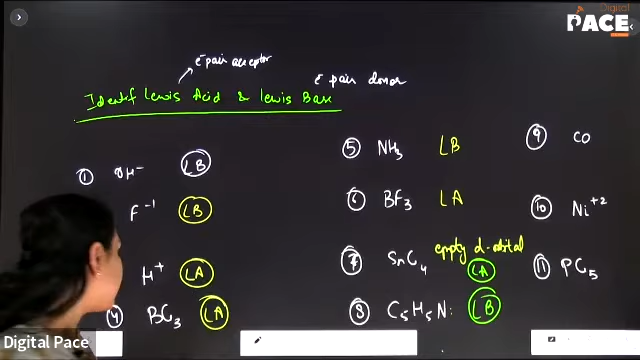 Digital
PACE
e- pair acceptor
e- pair donor
Identif Lewis Acid & Lewis Base
① OH- LB
F-1 LB
H+ LA
④ BCl3 LA
⑤ NH3 LB
⑥ BF3 LA
empty d-orbital
⑦ SnCl4 LA
⑧ C5H5N: LB
⑨ CO
⑩ Ni+2
⑪ PCl5
Digital Pace